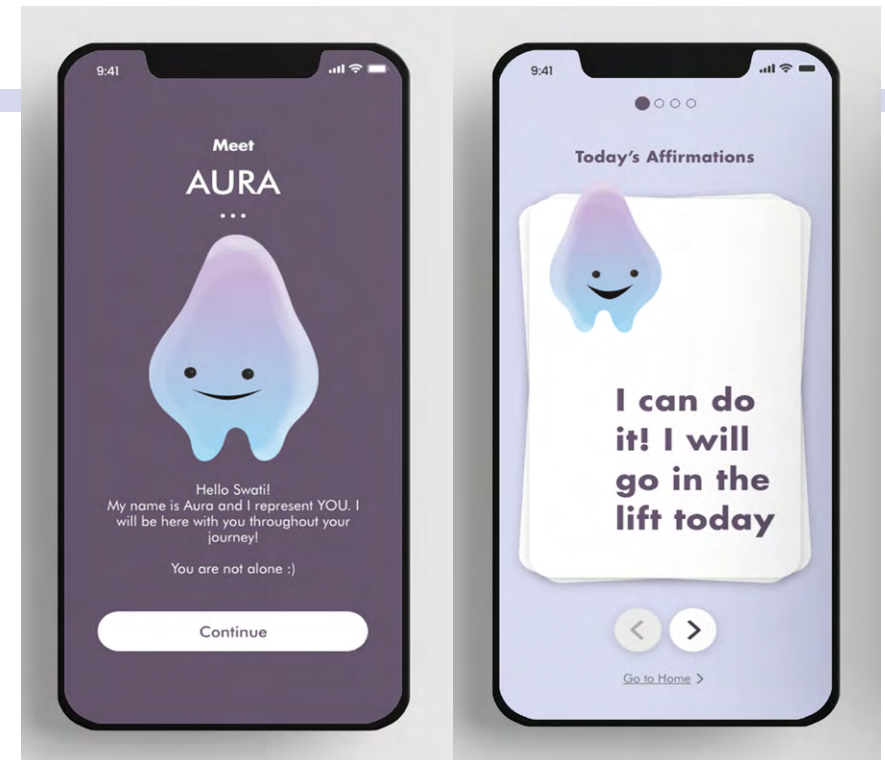 9:41
Meet
AURA
Hello Swati!
My name is Aura and I represent YOU. I
will be here with you throughout your
journey!
You are not alone :)
Continue
9:41
Today's Affirmations
I can do
it! I will
go in the
lift today
Go to Home >